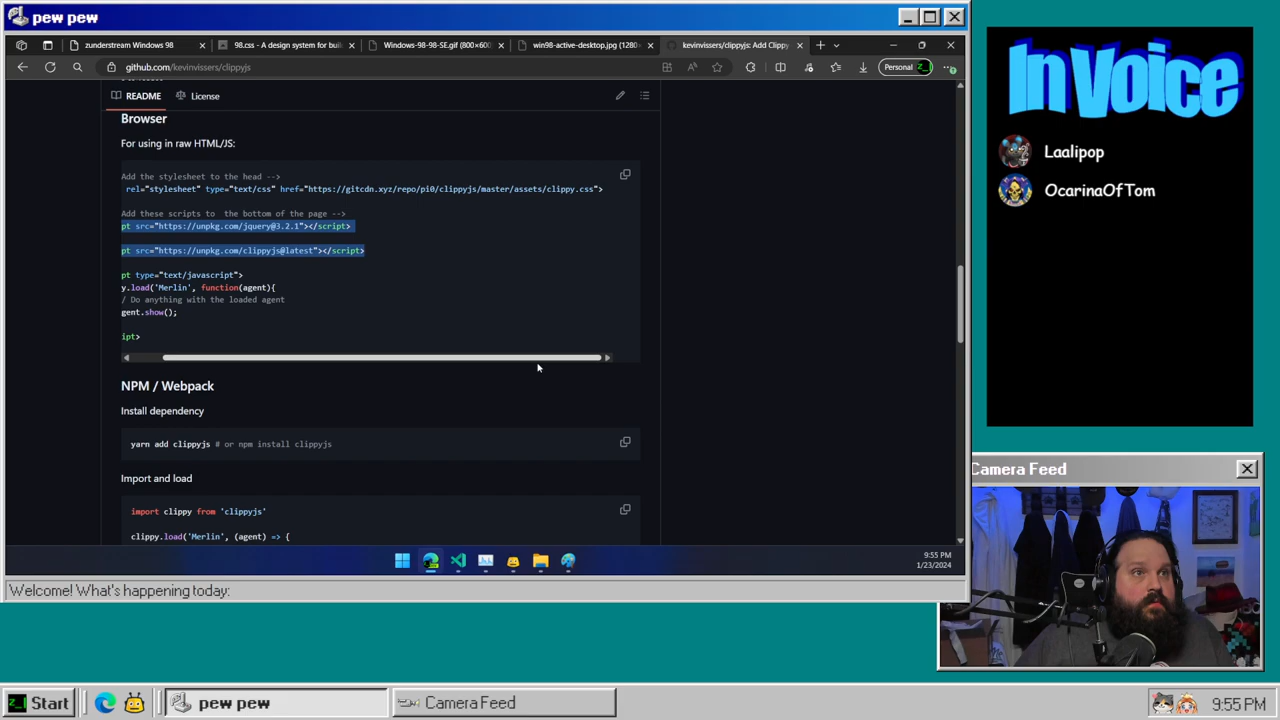 pew pew
zunderstream Windows 98
98.css - A design system for buil
Windows-98-98-SE.gif (800×600
win98-active-desktop.jpg (1280×
kevinvissers/clippyjs: Add Clippy
github.com/kevinvissers/clippyjs
Personal
README
License
Browser
For using in raw HTML/JS:
Add the stylesheet to the head -->
rel="stylesheet" type="text/css" href="https://gitcdn.xyz/repo/pi0/clippyjs/master/assets/clippy.css">
Add these scripts to  the bottom of the page -->
pt src="https://unpkg.com/jquery@3.2.1"></script>
pt src="https://unpkg.com/clippyjs@latest"></script>
pt type="text/javascript">
y.load('Merlin', function(agent){
/ Do anything with the loaded agent
gent.show();
ipt>
NPM / Webpack
Install dependency
yarn add clippyjs # or npm install clippyjs
Import and load
import clippy from 'clippyjs'
clippy.load('Merlin', (agent) => {
9:55 PM
1/23/2024
Welcome! What's happening today:
In Voice
Laalipop
OcarinaOfTom
Camera Feed
Start
pew pew
Camera Feed
9:55 PM